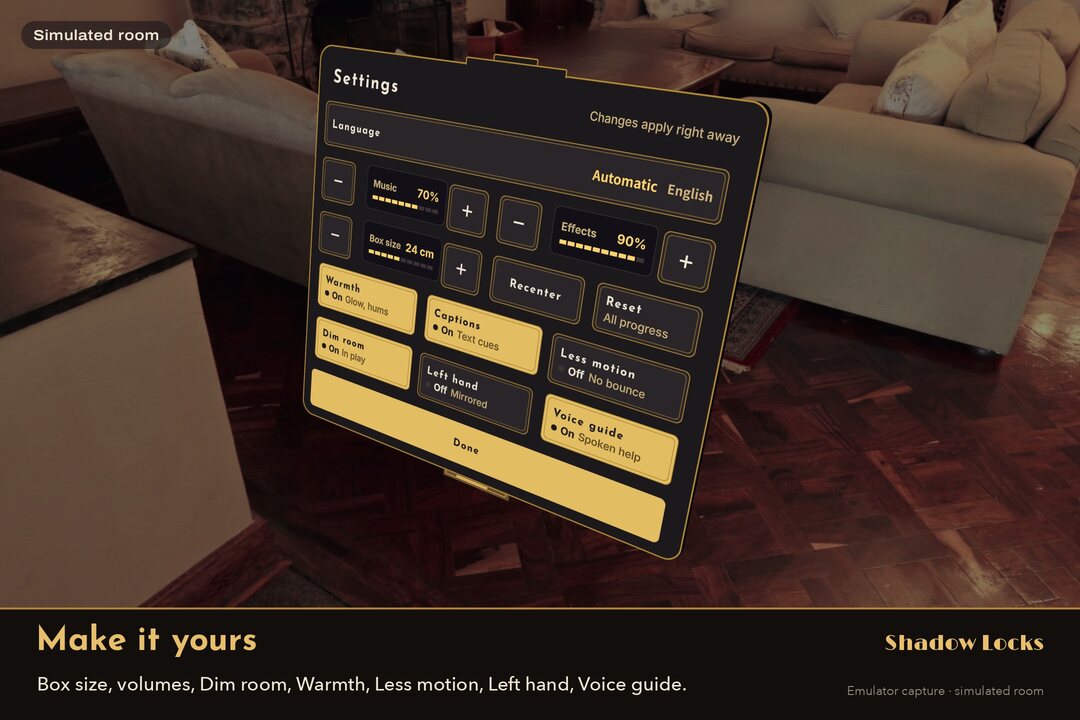 Simulated room
Settings
Changes apply right away
Language
Automatic English
−
Music 70%
+
−
Effects 90%
+
−
Box size 24 cm
+
Recenter
Reset
All progress
Warmth
On Glow, hums
Captions
On Text cues
Less motion
Off No bounce
Dim room
On In play
Left hand
Off Mirrored
Voice guide
On Spoken help
Done
Make it yours
Shadow Locks
Box size, volumes, Dim room, Warmth, Less motion, Left hand, Voice guide.
Emulator capture · simulated room